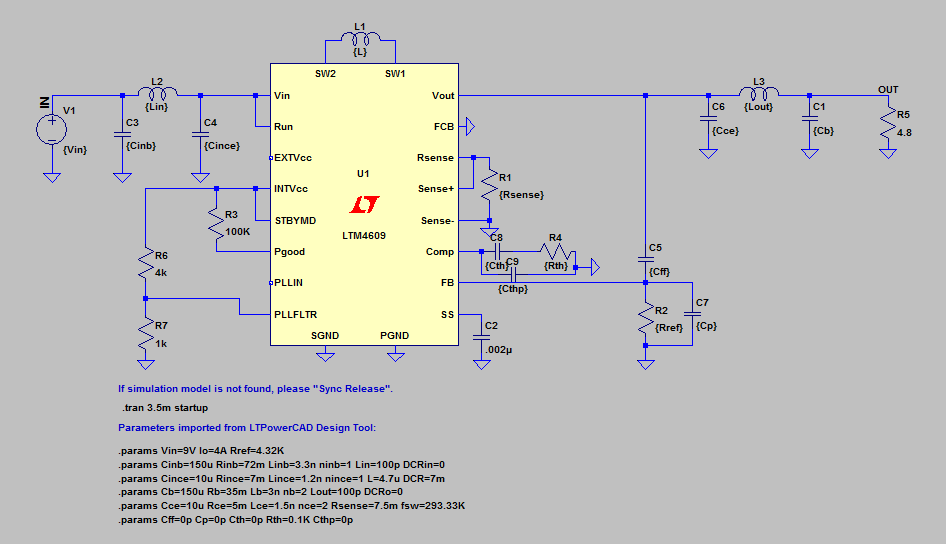 L1
{L}
SW2 SW1
IN
V1
{Vin}
L2
{Lin}
C3
{Cinb}
C4
{Cince}
Vin
Run
EXTVcc
INTVcc
STBYMD
Pgood
PLLIN
PLLFLTR
SGND PGND
U1
LTM4609
Vout
FCB
Rsense
Sense+
Sense-
Comp
FB
SS
R3
100K
R6
4k
R7
1k
R1
{Rsense}
C8
{Cth}
R4
{Rth}
C9
{Cthp}
C2
.002µ
C5
{Cff}
R2
{Rref}
C7
{Cp}
C6
{Cce}
L3
{Lout}
C1
{Cb}
OUT
R5
4.8
If simulation model is not found, please "Sync Release".
.tran 3.5m startup
Parameters imported from LTPowerCAD Design Tool:
.params Vin=9V Io=4A Rref=4.32K
.params Cinb=150u Rinb=72m Linb=3.3n ninb=1 Lin=100p DCRin=0
.params Cince=10u Rince=7m Lince=1.2n nince=1 L=4.7u DCR=7m
.params Cb=150u Rb=35m Lb=3n nb=2 Lout=100p DCRo=0
.params Cce=10u Rce=5m Lce=1.5n nce=2 Rsense=7.5m fsw=293.33K
.params Cff=0p Cp=0p Cth=0p Rth=0.1K Cthp=0p